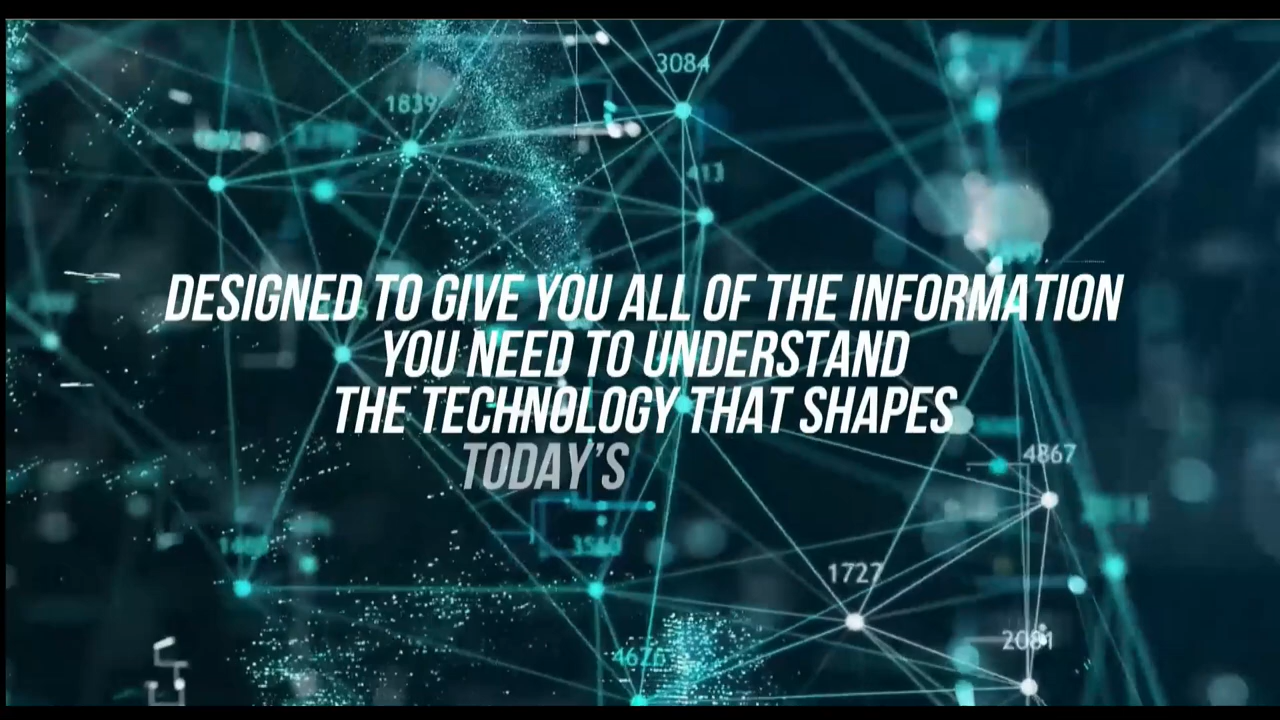 3084
1839
413
DESIGNED TO GIVE YOU ALL OF THE INFORMATION
YOU NEED TO UNDERSTAND
THE TECHNOLOGY THAT SHAPES
TODAY'S
4867
1727
2081